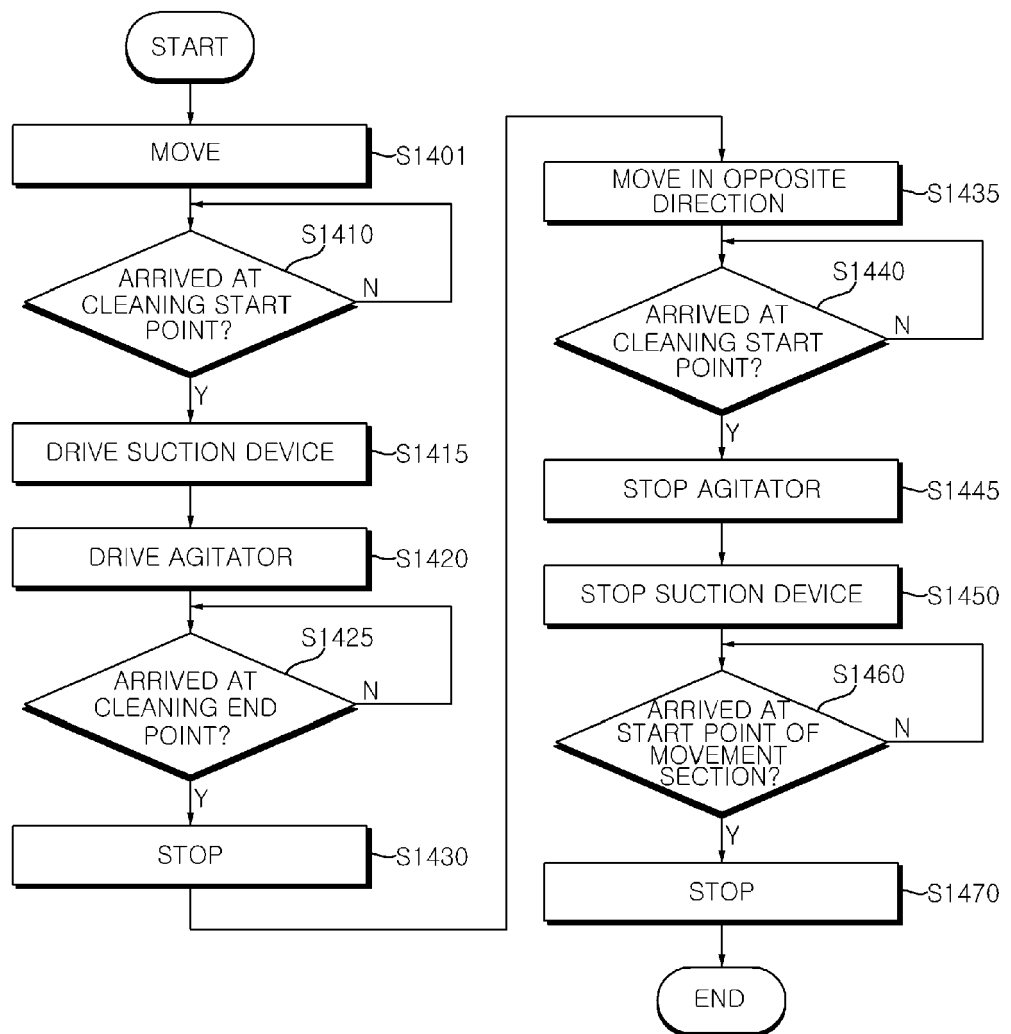 START
MOVE
S1401
S1410
ARRIVED AT
CLEANING START
POINT?
N
Y
DRIVE SUCTION DEVICE
S1415
DRIVE AGITATOR
S1420
S1425
ARRIVED AT
CLEANING END
POINT?
N
Y
STOP
S1430
MOVE IN OPPOSITE
DIRECTION
S1435
S1440
ARRIVED AT
CLEANING START
POINT?
N
Y
STOP AGITATOR
S1445
STOP SUCTION DEVICE
S1450
S1460
ARRIVED AT
START POINT OF
MOVEMENT
SECTION?
N
Y
STOP
S1470
END